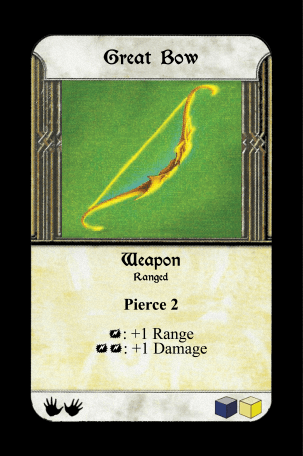 Great Bow
Weapon
Ranged
Pierce 2
: +1 Range
: +1 Damage